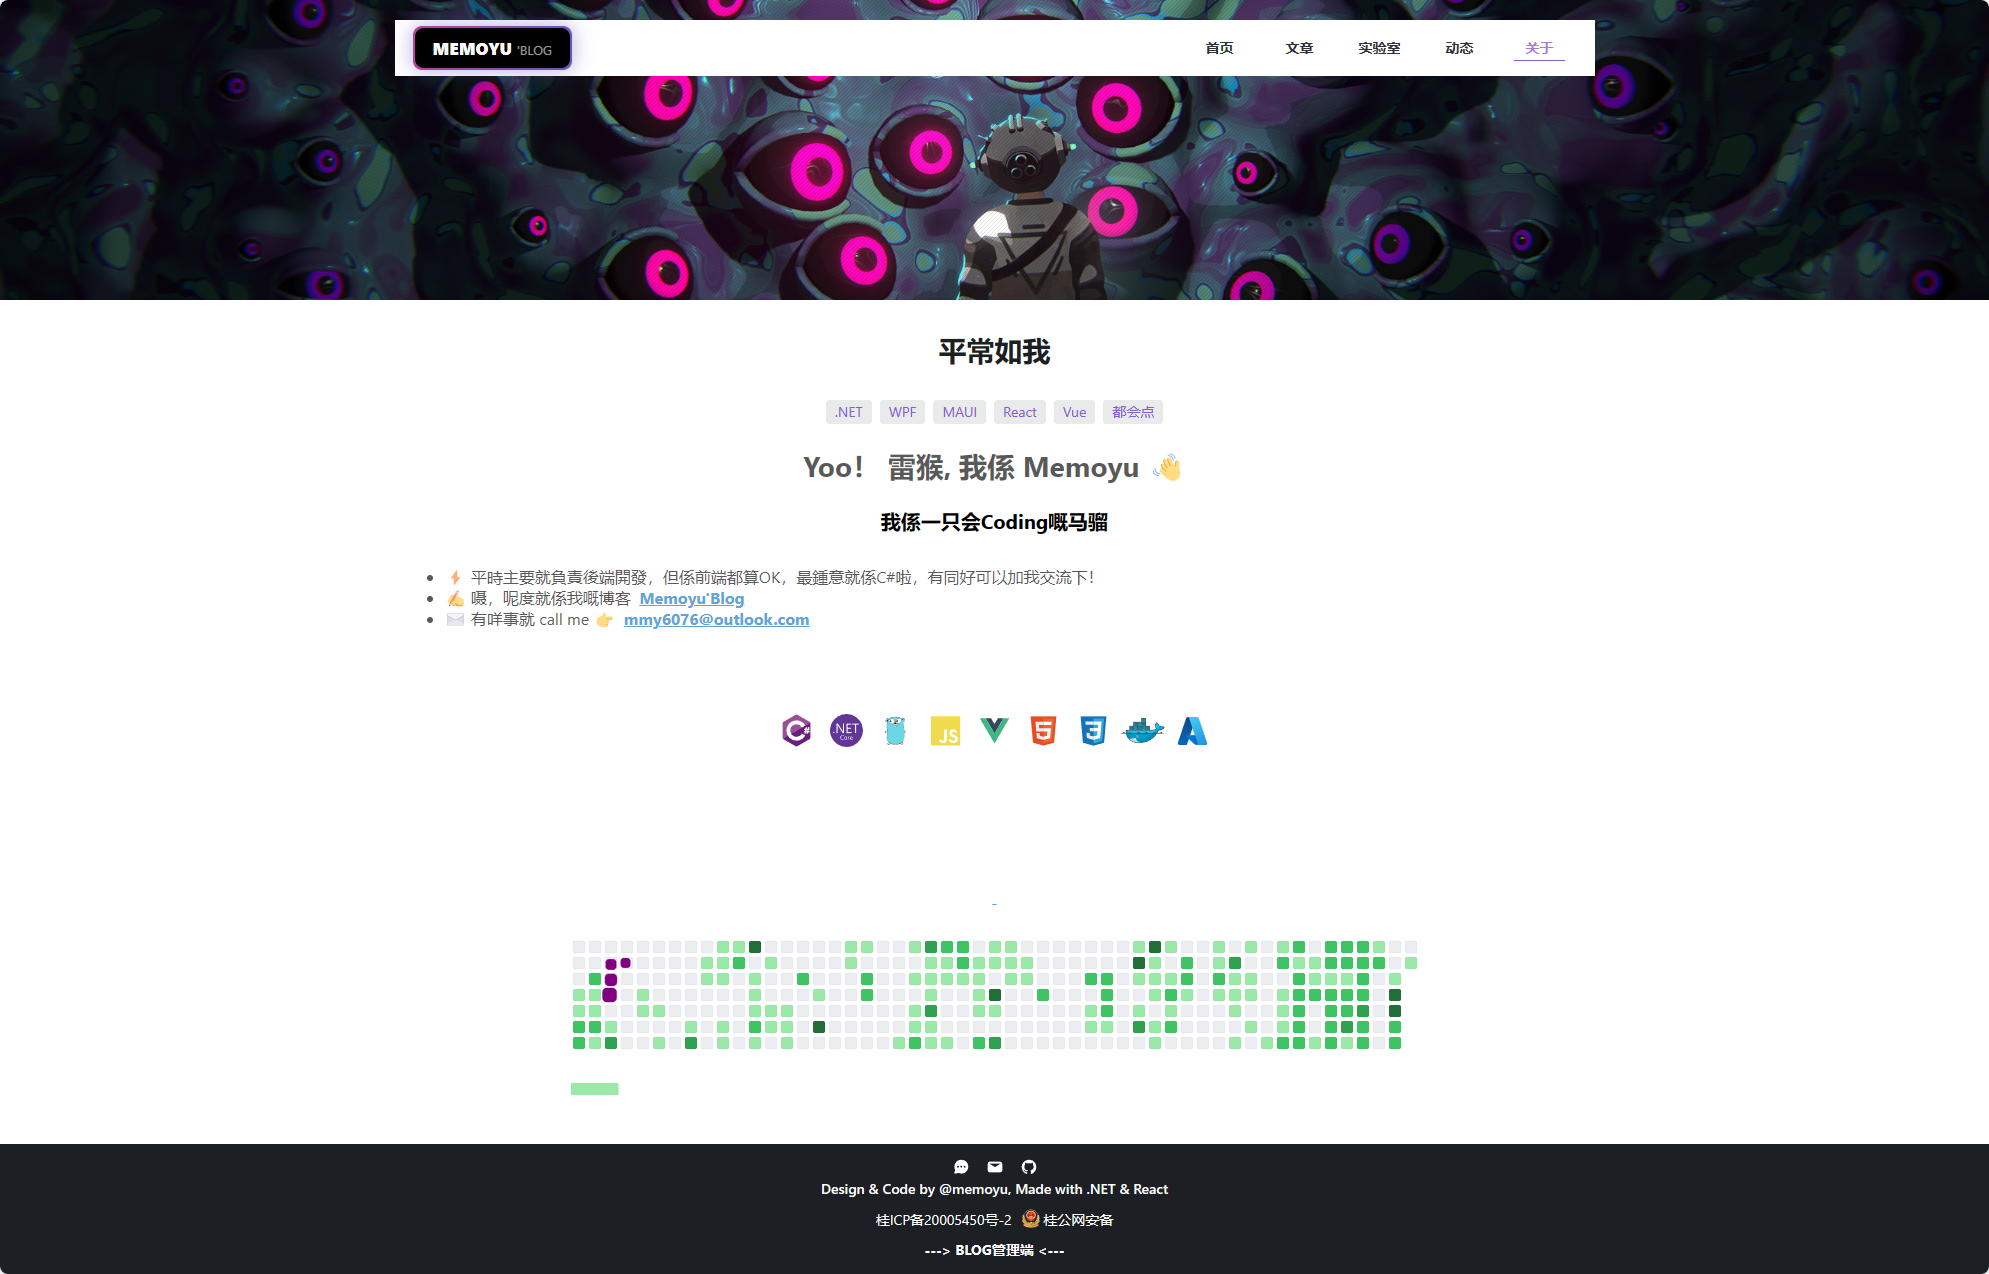 MEMOYU 'BLOG
首页 文章 实验室 动态 关于
平常如我
.NET WPF MAUI React Vue 都会点
Yoo！ 雷猴, 我係 Memoyu 👋
我係一只会Coding嘅马骝
⚡ 平時主要就負責後端開發，但係前端都算OK，最鍾意就係C#啦，有同好可以加我交流下！
✍ 嗫，呢度就係我嘅博客 Memoyu'Blog
✉ 有咩事就 call me 👉 mmy6076@outlook.com
C#
.NET Core
JS
5
3
Design & Code by @memoyu, Made with .NET & React
桂ICP备20005450号-2 桂公网安备
---> BLOG管理端 <---